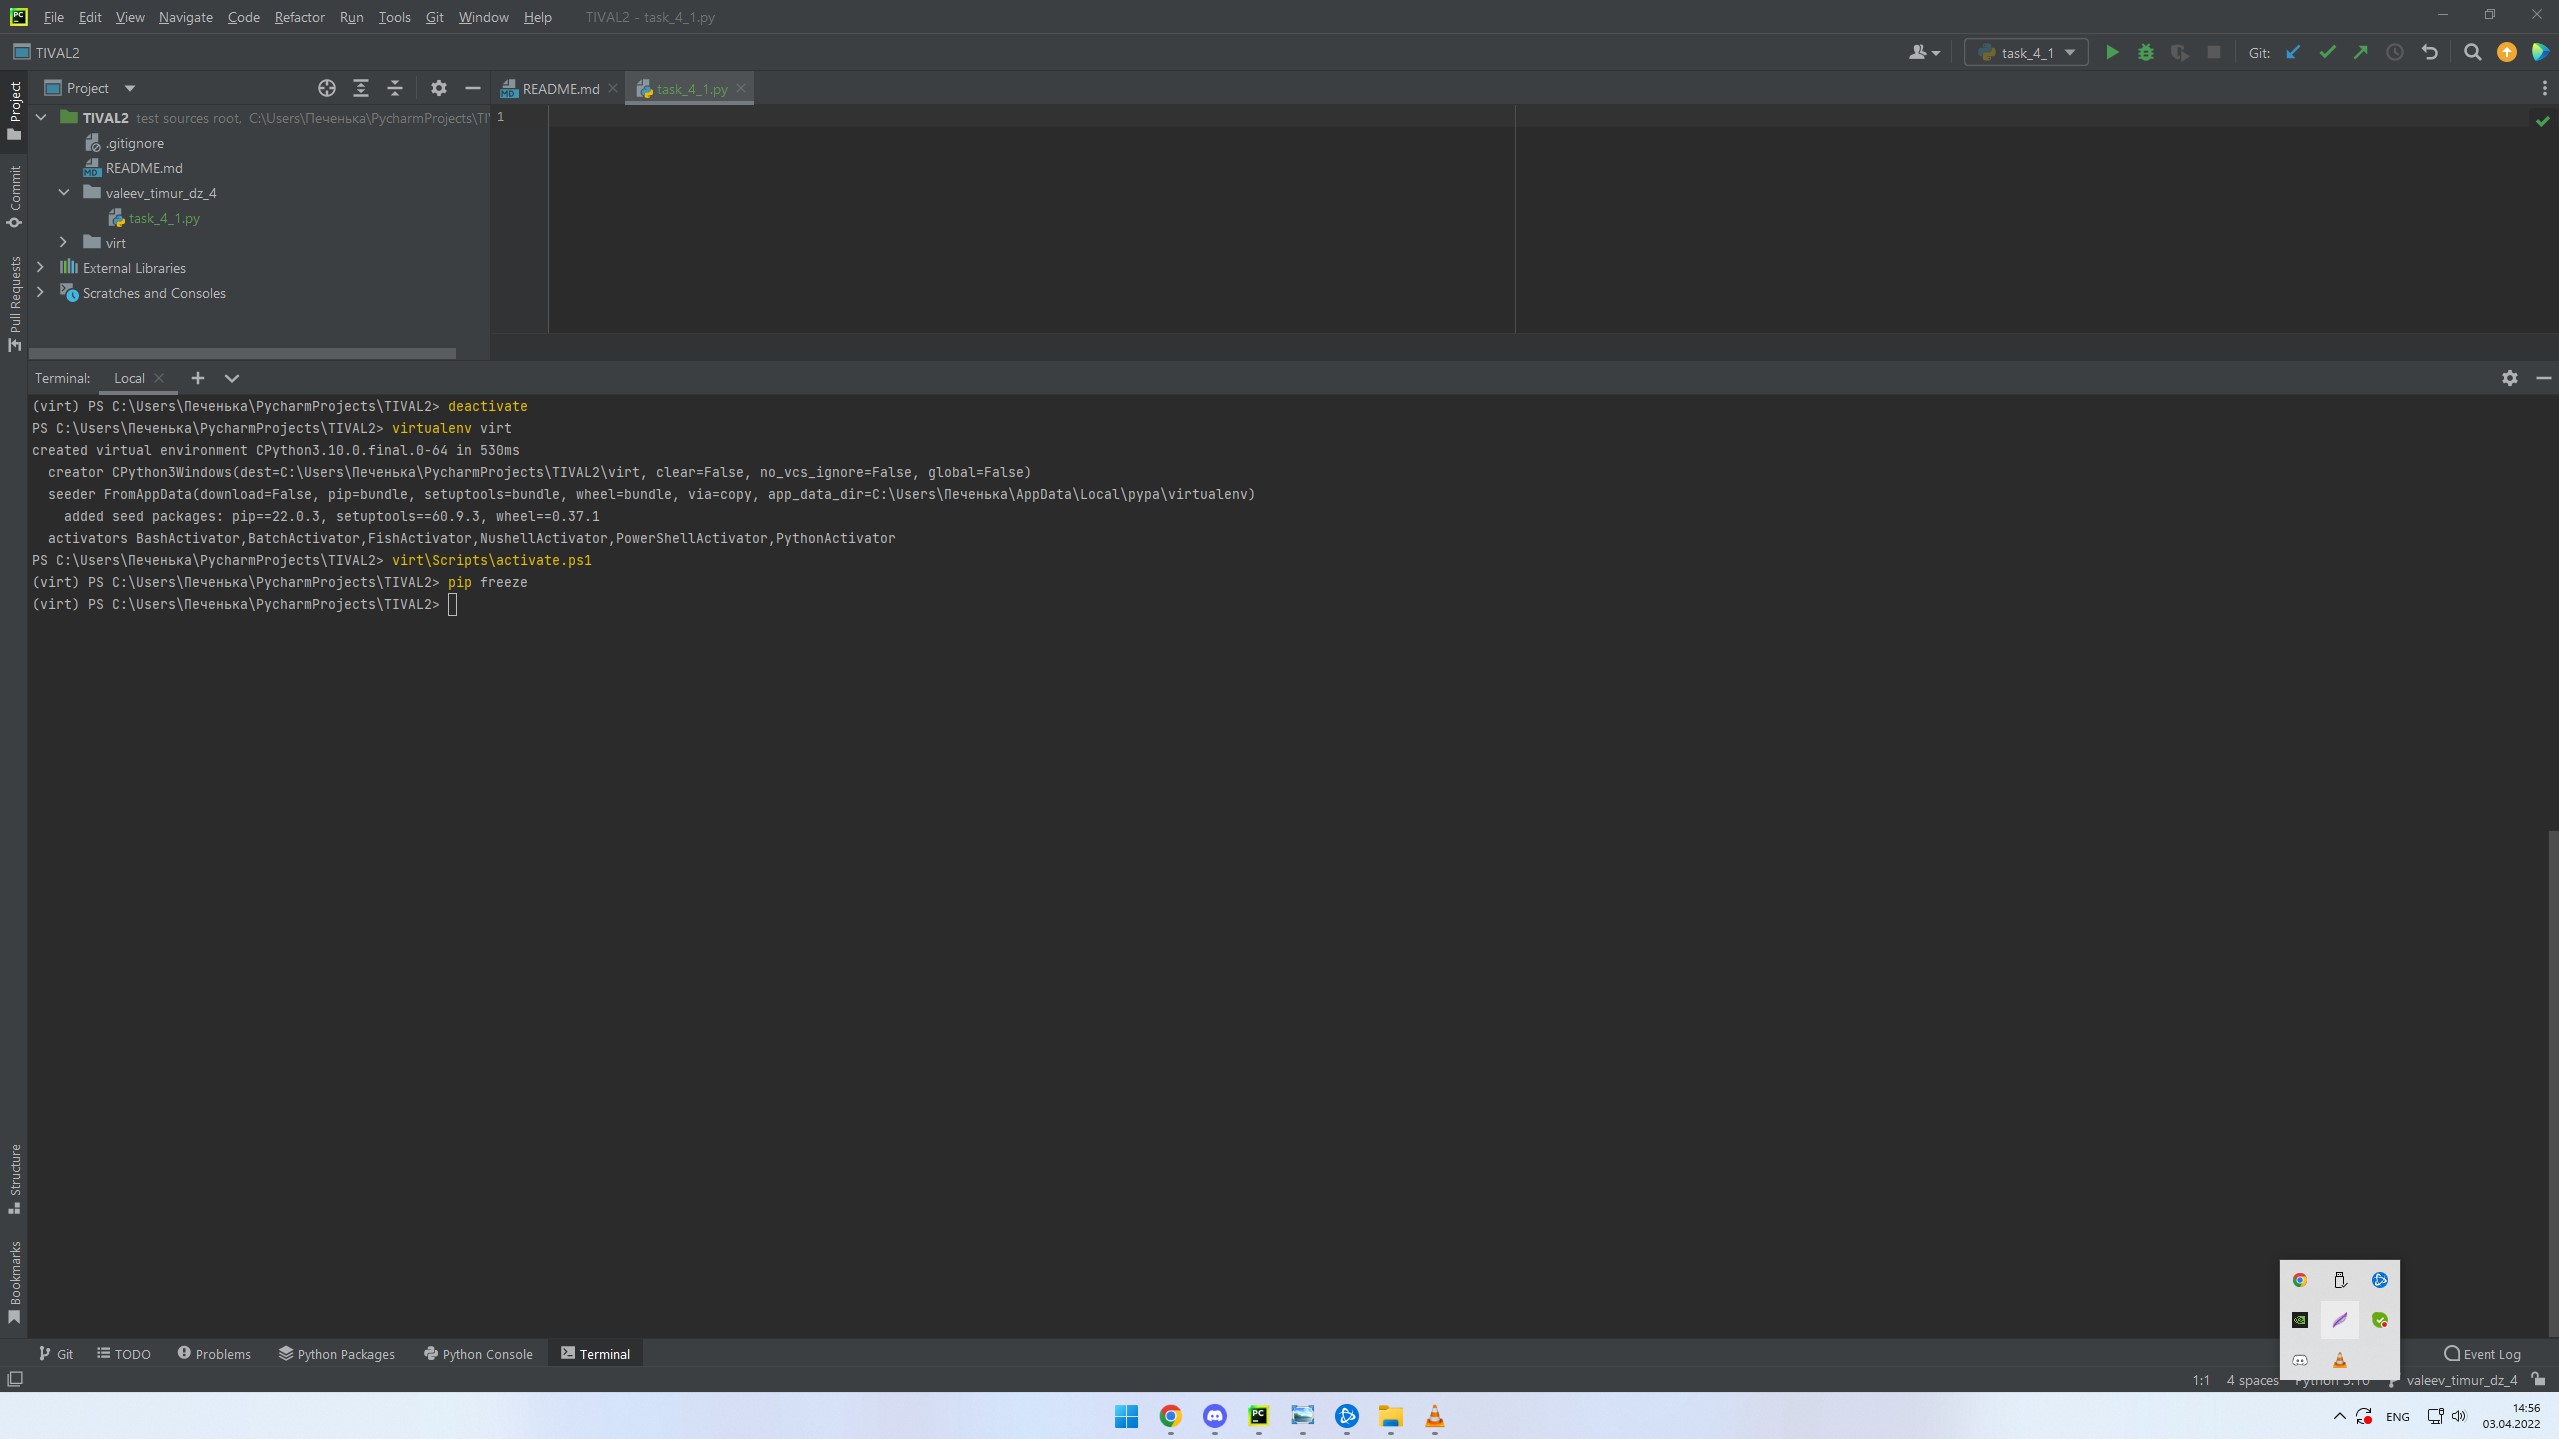 File Edit View Navigate Code Refactor Run Tools Git Window Help TIVAL2 - task_4_1.py
TIVAL2
task_4_1
Git:
Project
README.md
task_4_1.py
TIVAL2 test sources root, C:\Users\Печенька\PycharmProjects\TI
1
.gitignore
README.md
valeev_timur_dz_4
task_4_1.py
virt
External Libraries
Scratches and Consoles
Project
Commit
Pull Requests
Terminal: Local
(virt) PS C:\Users\Печенька\PycharmProjects\TIVAL2> deactivate
PS C:\Users\Печенька\PycharmProjects\TIVAL2> virtualenv virt
created virtual environment CPython3.10.0.final.0-64 in 530ms
creator CPython3Windows(dest=C:\Users\Печенька\PycharmProjects\TIVAL2\virt, clear=False, no_vcs_ignore=False, global=False)
seeder FromAppData(download=False, pip=bundle, setuptools=bundle, wheel=bundle, via=copy, app_data_dir=C:\Users\Печенька\AppData\Local\pypa\virtualenv)
added seed packages: pip==22.0.3, setuptools==60.9.3, wheel==0.37.1
activators BashActivator,BatchActivator,FishActivator,NushellActivator,PowerShellActivator,PythonActivator
PS C:\Users\Печенька\PycharmProjects\TIVAL2> virt\Scripts\activate.ps1
(virt) PS C:\Users\Печенька\PycharmProjects\TIVAL2> pip freeze
(virt) PS C:\Users\Печенька\PycharmProjects\TIVAL2>
Structure
Bookmarks
Git TODO Problems Python Packages Python Console Terminal Event Log
1:1 4 spaces Python 3.10 valeev_timur_dz_4
ENG
14:56
03.04.2022